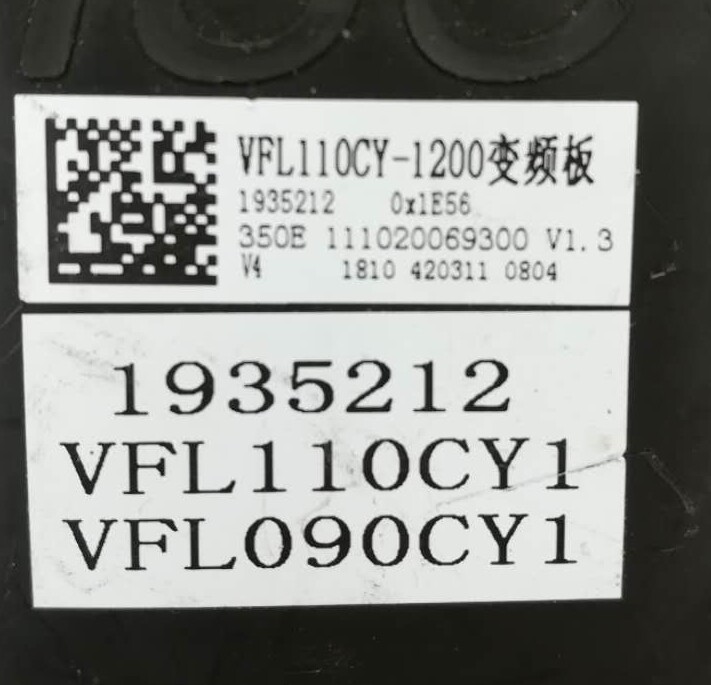 VFL110CY-1200变频板
1935212 0x1E56
350E 111020069300 V1.3
V4 1810 420311 0804
1935212
VFL110CY1
VFL090CY1